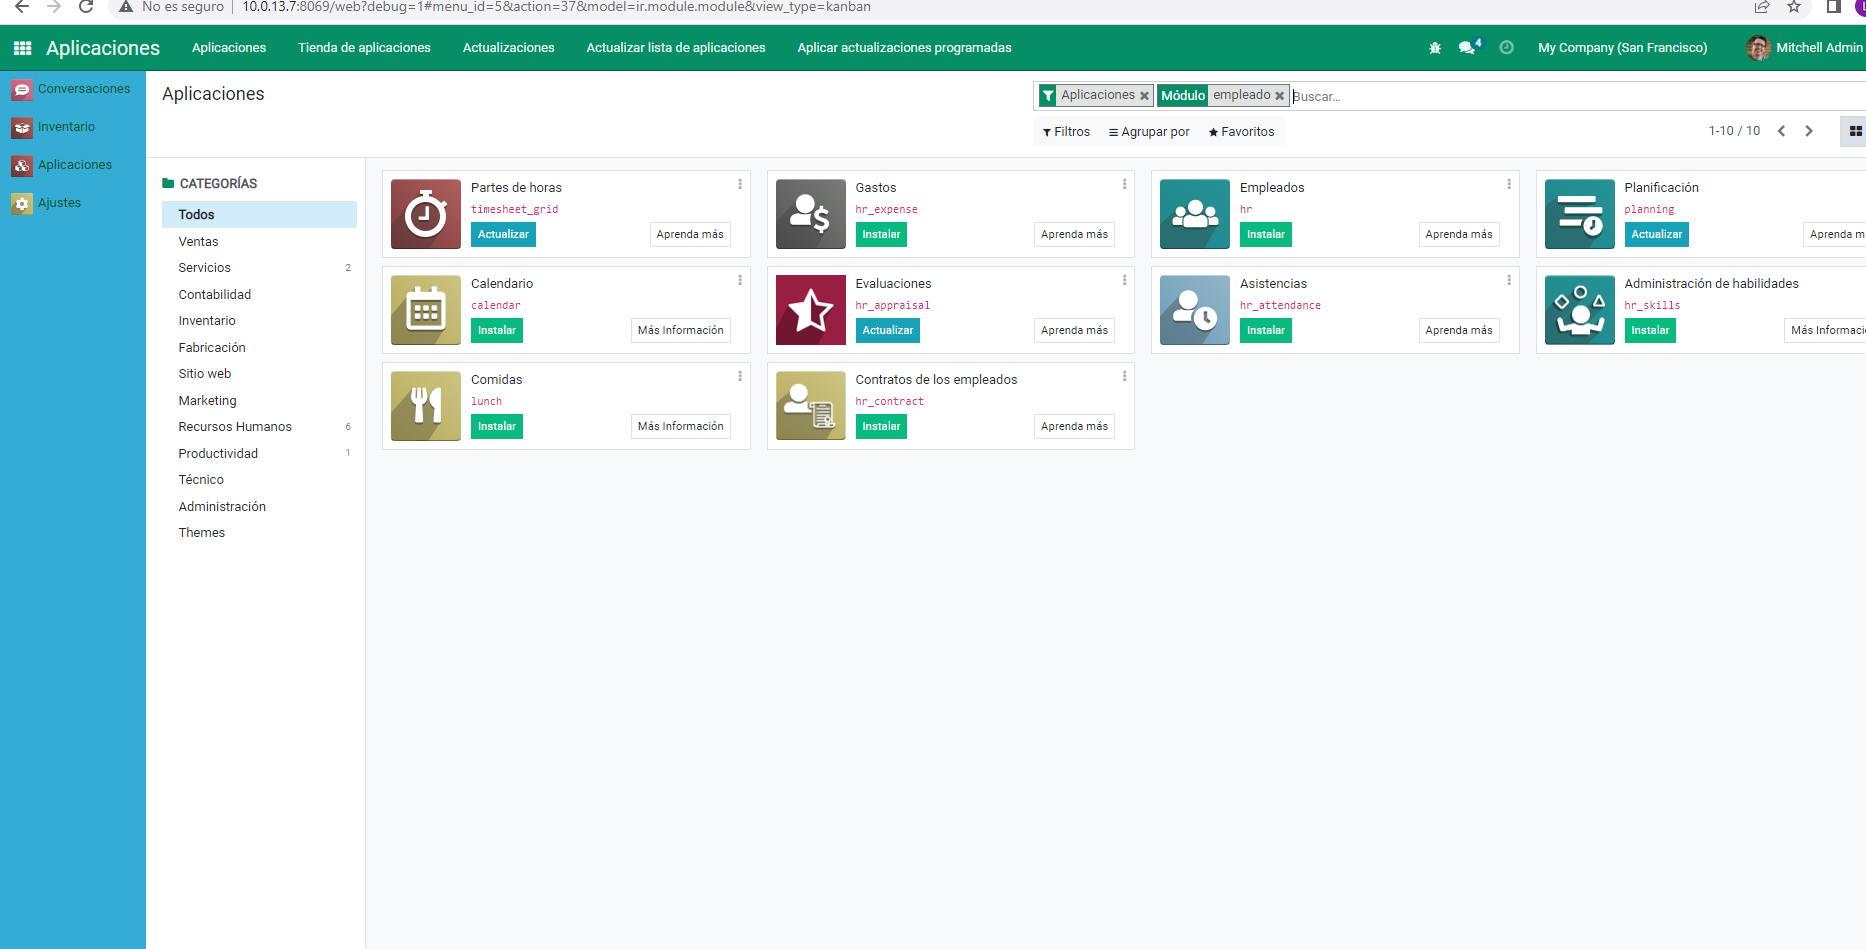 No es seguro
10.0.13.7:8069/web?debug=1#menu_id=5&action=37&model=ir.module.module&view_type=kanban
Aplicaciones
Aplicaciones
Tienda de aplicaciones
Actualizaciones
Actualizar lista de aplicaciones
Aplicar actualizaciones programadas
4
My Company (San Francisco)
Mitchell Admin
Conversaciones
Inventario
Aplicaciones
Ajustes
Aplicaciones
Aplicaciones
Módulo
empleado
Buscar...
Filtros
Agrupar por
Favoritos
1-10 / 10
CATEGORÍAS
Todos
Ventas
Servicios 2
Contabilidad
Inventario
Fabricación
Sitio web
Marketing
Recursos Humanos 6
Productividad 1
Técnico
Administración
Themes
Partes de horas
timesheet_grid
Actualizar
Aprenda más
Gastos
hr_expense
Instalar
Aprenda más
Empleados
hr
Instalar
Aprenda más
Planificación
planning
Actualizar
Aprenda m
Calendario
calendar
Instalar
Más Información
Evaluaciones
hr_appraisal
Actualizar
Aprenda más
Asistencias
hr_attendance
Instalar
Aprenda más
Administración de habilidades
hr_skills
Instalar
Más Informaci
Comidas
lunch
Instalar
Más Información
Contratos de los empleados
hr_contract
Instalar
Aprenda más